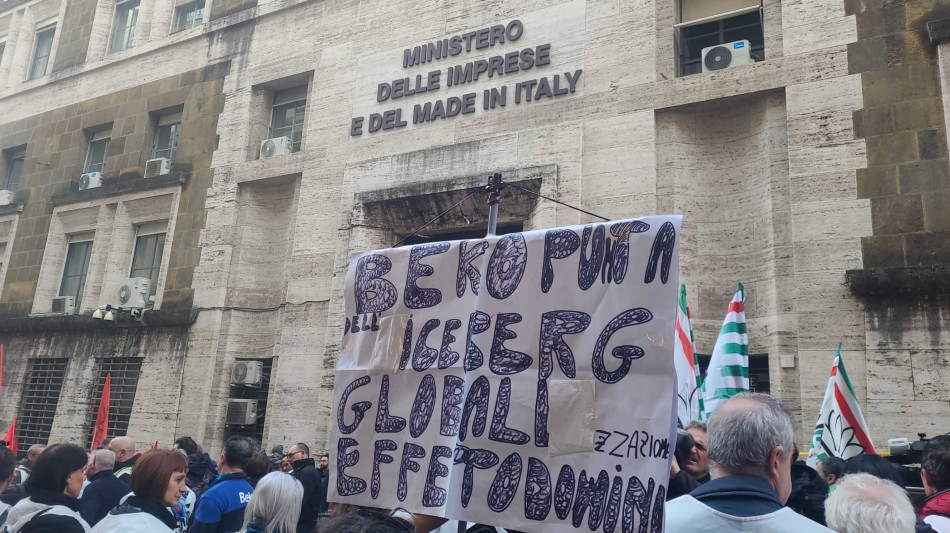 MINISTERO
DELLE IMPRESE
E DEL MADE IN ITALY
BEKO PUNTA
DELL ICEBERG
GLOBALIZZAZIONE
EFFETTO DOMINO